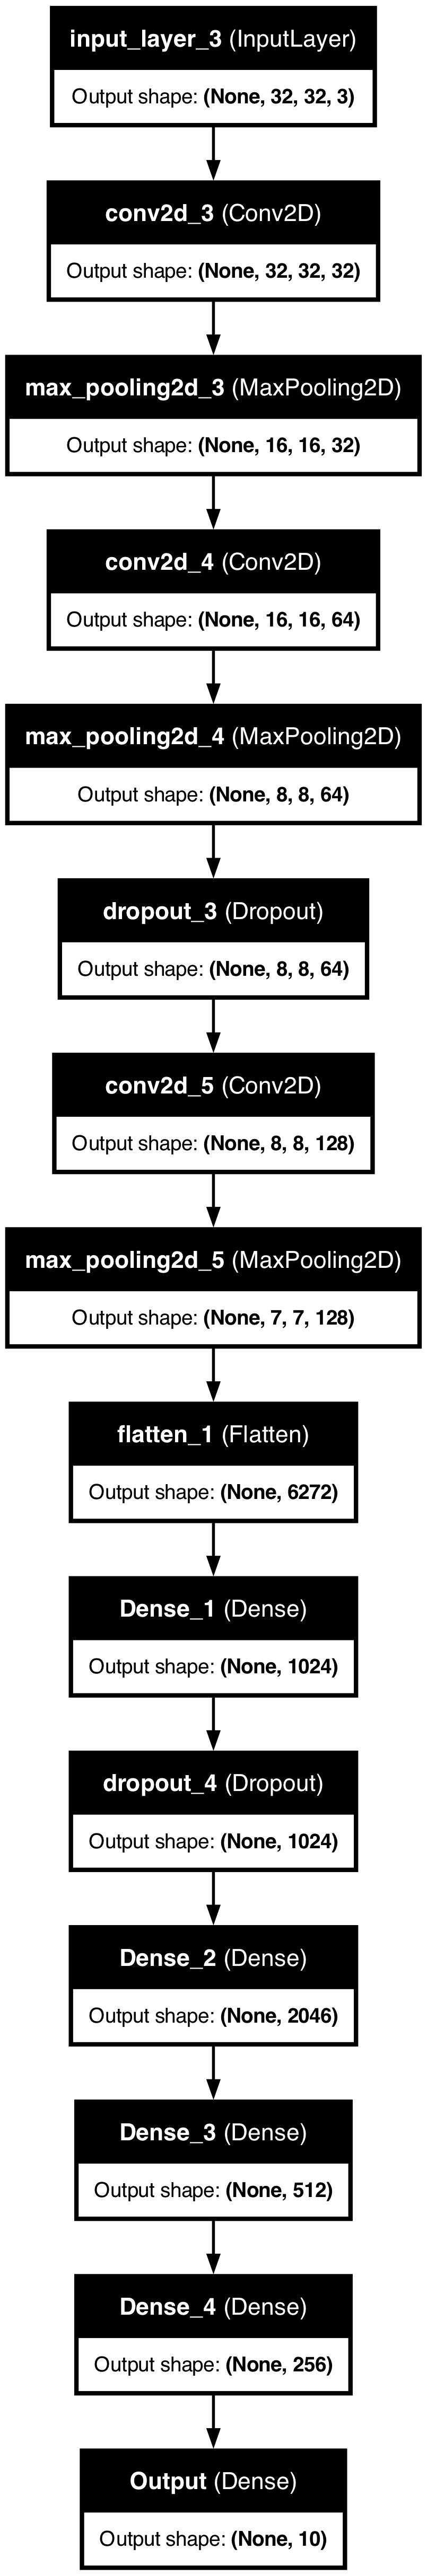 input_layer_3 (InputLayer)
Output shape: (None, 32, 32, 3)
conv2d_3 (Conv2D)
Output shape: (None, 32, 32, 32)
max_pooling2d_3 (MaxPooling2D)
Output shape: (None, 16, 16, 32)
conv2d_4 (Conv2D)
Output shape: (None, 16, 16, 64)
max_pooling2d_4 (MaxPooling2D)
Output shape: (None, 8, 8, 64)
dropout_3 (Dropout)
Output shape: (None, 8, 8, 64)
conv2d_5 (Conv2D)
Output shape: (None, 8, 8, 128)
max_pooling2d_5 (MaxPooling2D)
Output shape: (None, 7, 7, 128)
flatten_1 (Flatten)
Output shape: (None, 6272)
Dense_1 (Dense)
Output shape: (None, 1024)
dropout_4 (Dropout)
Output shape: (None, 1024)
Dense_2 (Dense)
Output shape: (None, 2046)
Dense_3 (Dense)
Output shape: (None, 512)
Dense_4 (Dense)
Output shape: (None, 256)
Output (Dense)
Output shape: (None, 10)